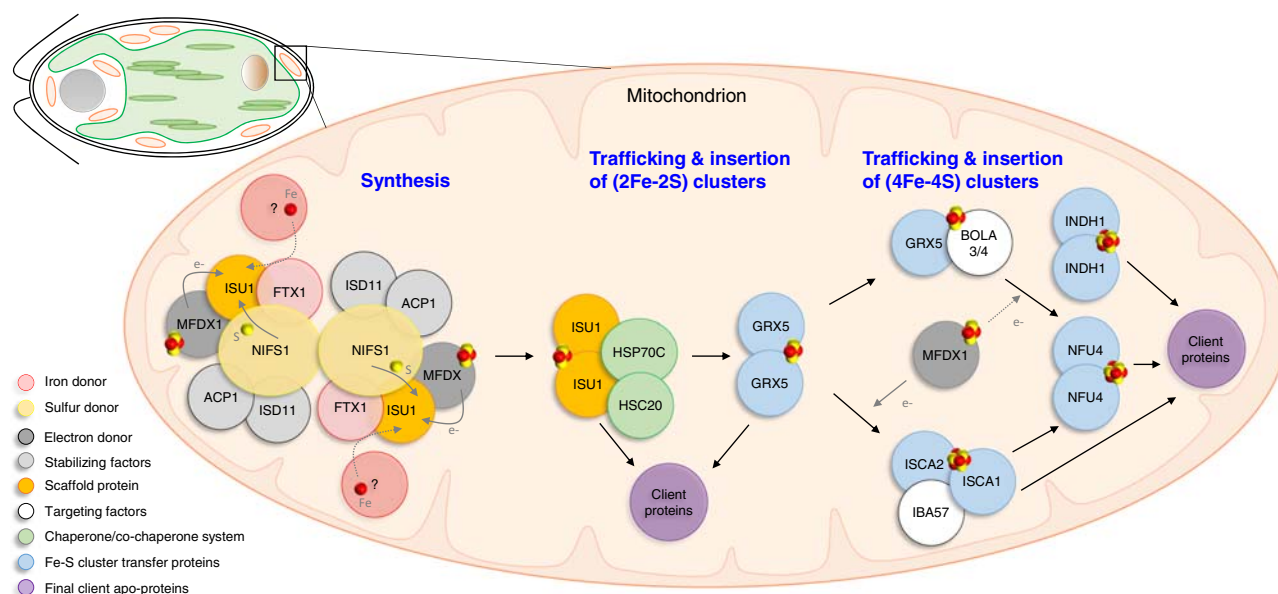 Mitochondrion
Synthesis
Trafficking & insertion
of (2Fe-2S) clusters
Trafficking & insertion
of (4Fe-4S) clusters
Fe
?
e-
ISU1
FTX1
MFDX1
S
NIFS1
ACP1
ISD11
ISD11
ACP1
NIFS1
S
MFDX
FTX1
ISU1
e-
?
Fe
ISU1
HSP70C
ISU1
HSC20
GRX5
GRX5
Client
proteins
GRX5
BOLA
3/4
INDH1
INDH1
MFDX1
e-
e-
NFU4
NFU4
Client
proteins
ISCA2
ISCA1
IBA57
Iron donor
Sulfur donor
Electron donor
Stabilizing factors
Scaffold protein
Targeting factors
Chaperone/co-chaperone system
Fe-S cluster transfer proteins
Final client apo-proteins